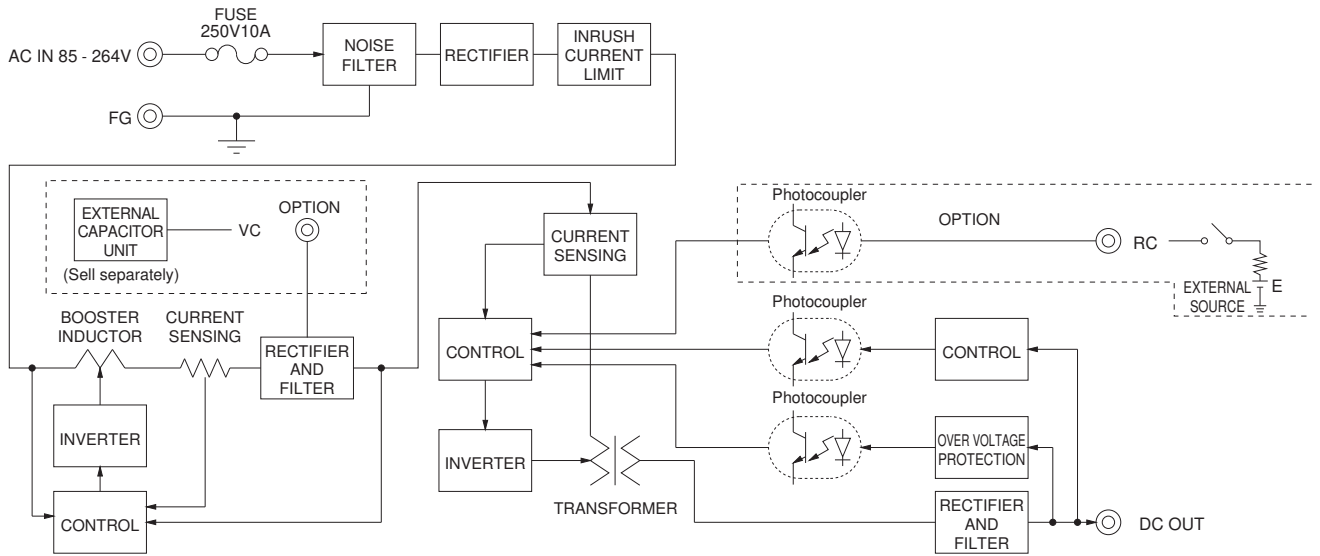 FUSE
250V10A
AC IN 85 - 264V
NOISE
FILTER
RECTIFIER
INRUSH
CURRENT
LIMIT
FG
EXTERNAL
CAPACITOR
UNIT
VC
OPTION
(Sell separately)
CURRENT
SENSING
Photocoupler
OPTION
RC
EXTERNAL
SOURCE
E
BOOSTER
INDUCTOR
CURRENT
SENSING
RECTIFIER
AND
FILTER
CONTROL
Photocoupler
CONTROL
Photocoupler
INVERTER
INVERTER
TRANSFORMER
OVER VOLTAGE
PROTECTION
CONTROL
RECTIFIER
AND
FILTER
DC OUT